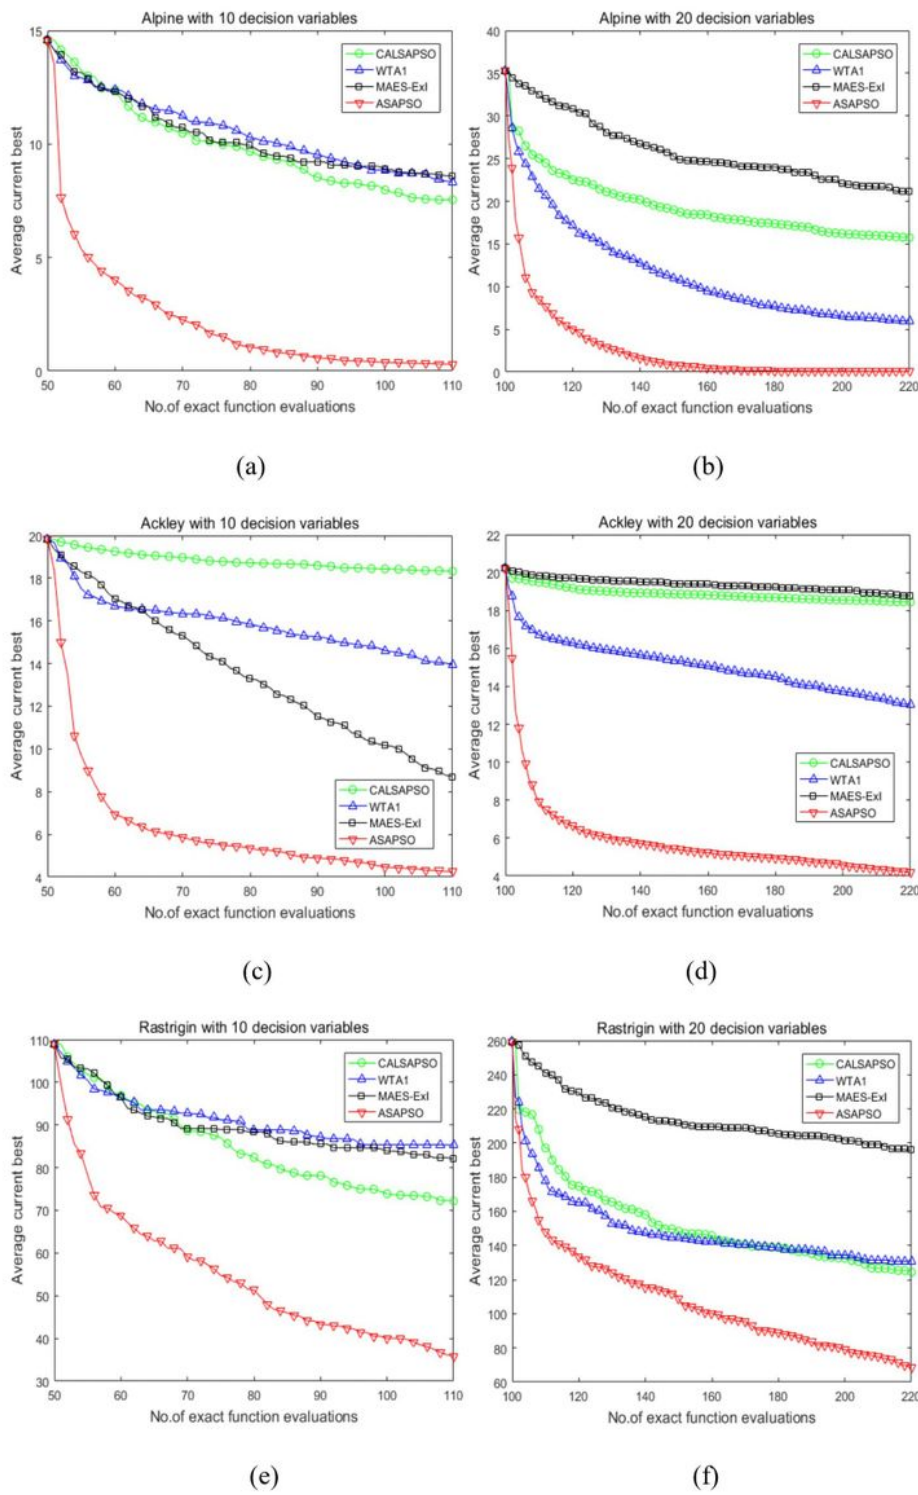 Alpine with 10 decision variables
15
10
5
0
Average current best
CALSAPSO
WTA1
MAES-ExI
ASAPSO
50 60 70 80 90 100 110
No.of exact function evaluations
(a)
Alpine with 20 decision variables
40
35
30
25
20
15
10
5
0
Average current best
CALSAPSO
WTA1
MAES-ExI
ASAPSO
100 120 140 160 180 200 220
No.of exact function evaluations
(b)
Ackley with 10 decision variables
20
18
16
14
12
10
8
6
4
Average current best
CALSAPSO
WTA1
MAES-ExI
ASAPSO
50 60 70 80 90 100 110
No.of exact function evaluations
(c)
Ackley with 20 decision variables
22
20
18
16
14
12
10
8
6
4
Average current best
CALSAPSO
WTA1
MAES-ExI
ASAPSO
100 120 140 160 180 200 220
No.of exact function evaluations
(d)
Rastrigin with 10 decision variables
110
100
90
80
70
60
50
40
30
Average current best
CALSAPSO
WTA1
MAES-ExI
ASAPSO
50 60 70 80 90 100 110
No.of exact function evaluations
(e)
Rastrigin with 20 decision variables
260
240
220
200
180
160
140
120
100
80
60
Average current best
CALSAPSO
WTA1
MAES-ExI
ASAPSO
100 120 140 160 180 200 220
No.of exact function evaluations
(f)